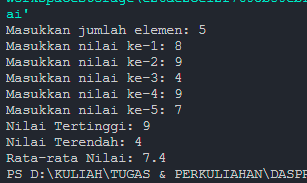 ai'
Masukkan jumlah elemen: 5
Masukkan nilai ke-1: 8
Masukkan nilai ke-2: 9
Masukkan nilai ke-3: 4
Masukkan nilai ke-4: 9
Masukkan nilai ke-5: 7
Nilai Tertinggi: 9
Nilai Terendah: 4
Rata-rata Nilai: 7.4
PS D:\KULIAH\TUGAS & PERKULIAHAN\DASP